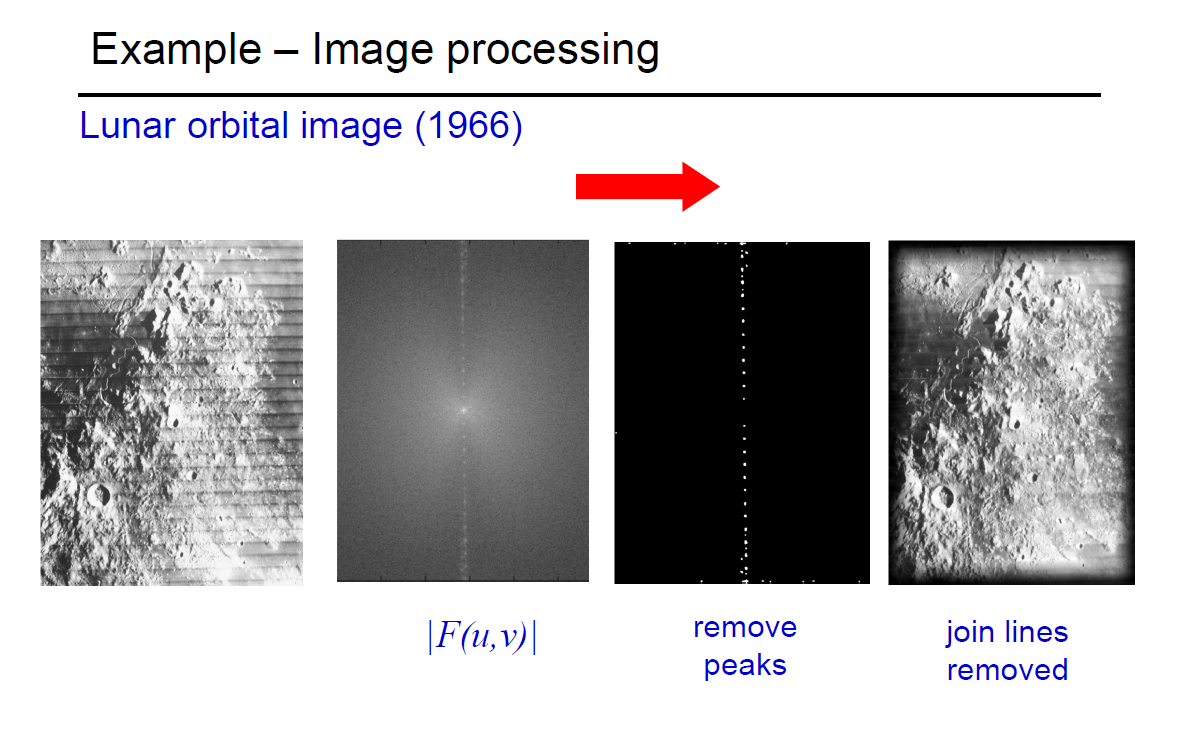 Example – Image processing
Lunar orbital image (1966)
|F(u,v)|
remove
peaks
join lines
removed